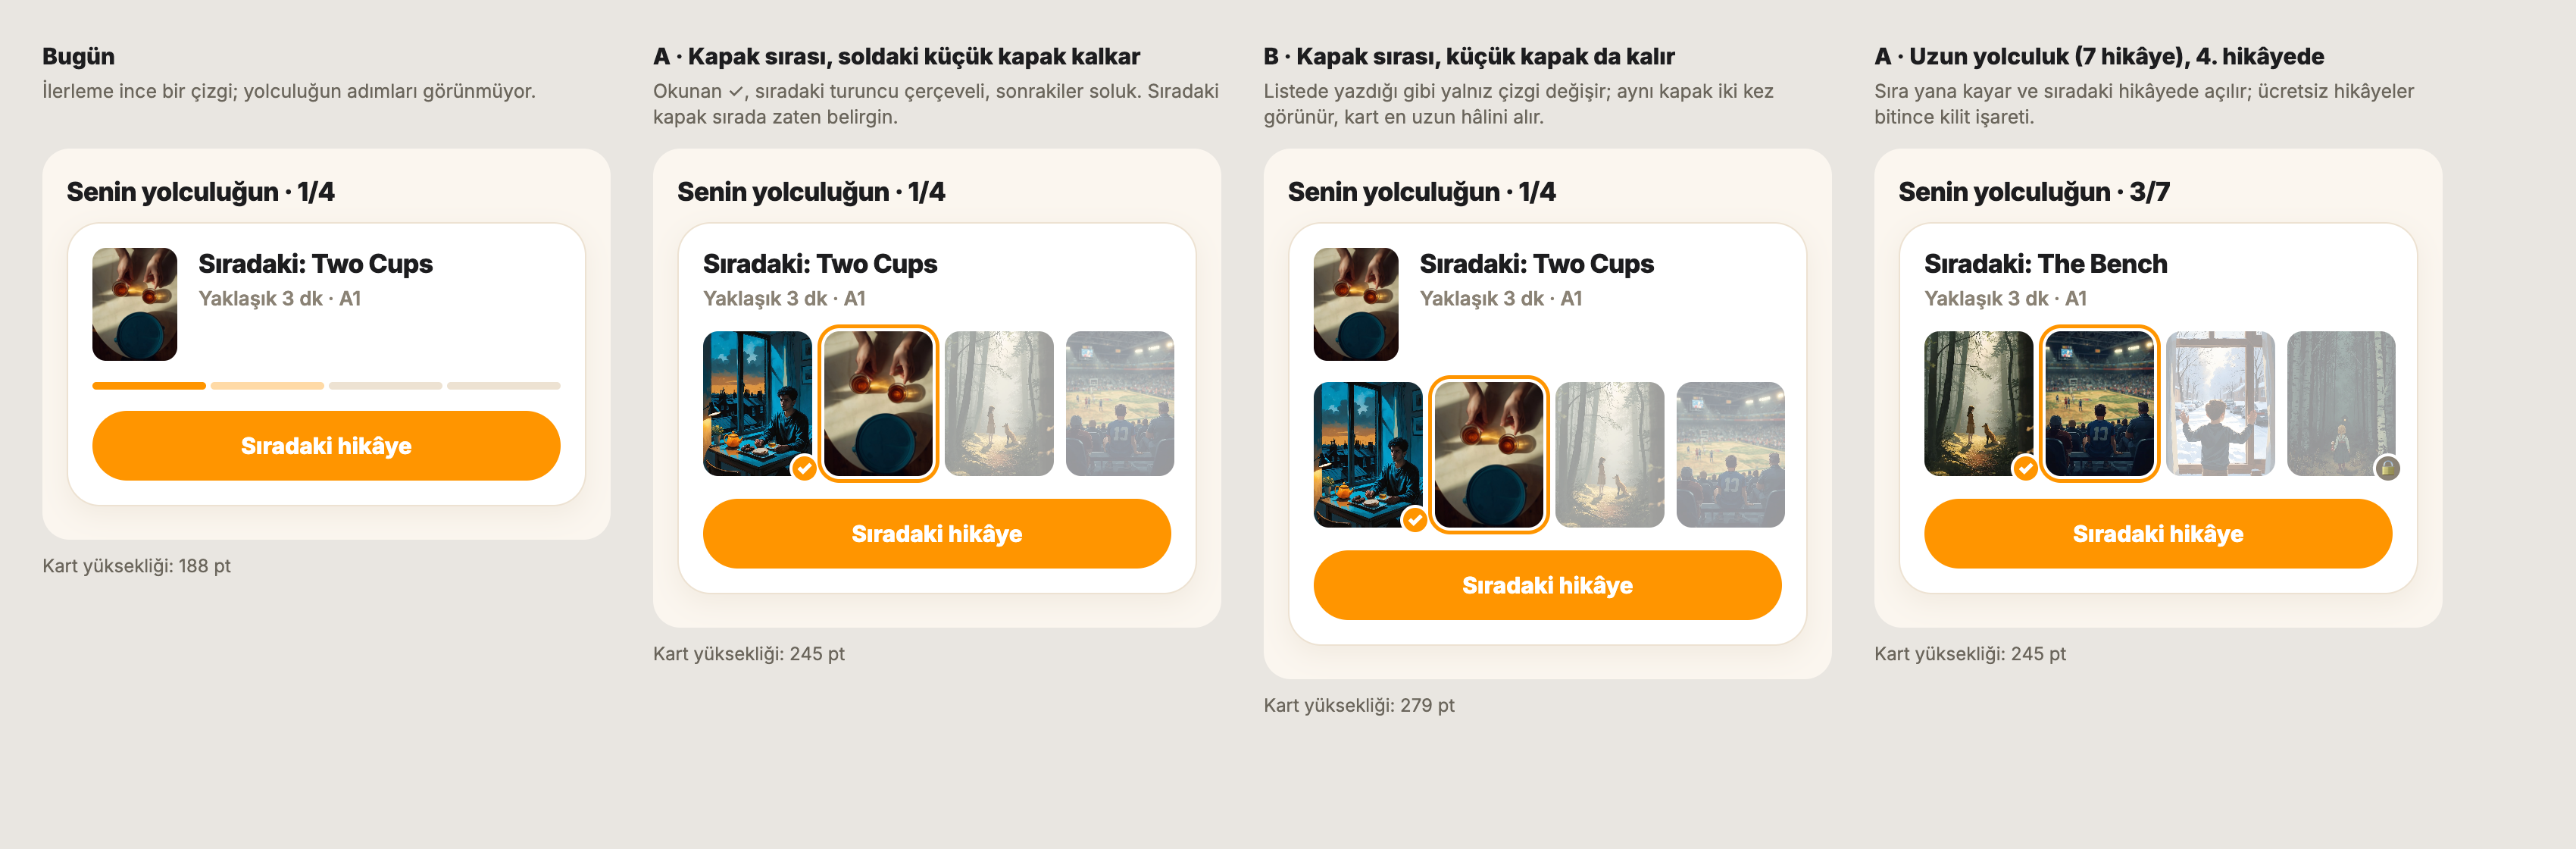 Bugün
İlerleme ince bir çizgi; yolculuğun adımları görünmüyor.
Senin yolculuğun · 1/4
Sıradaki: Two Cups
Yaklaşık 3 dk · A1
Sıradaki hikâye
Kart yüksekliği: 188 pt
A · Kapak sırası, soldaki küçük kapak kalkar
Okunan ✓, sıradaki turuncu çerçeveli, sonrakiler soluk. Sıradaki
kapak sırada zaten belirgin.
Senin yolculuğun · 1/4
Sıradaki: Two Cups
Yaklaşık 3 dk · A1
Sıradaki hikâye
Kart yüksekliği: 245 pt
B · Kapak sırası, küçük kapak da kalır
Listede yazdığı gibi yalnız çizgi değişir; aynı kapak iki kez
görünür, kart en uzun hâlini alır.
Senin yolculuğun · 1/4
Sıradaki: Two Cups
Yaklaşık 3 dk · A1
Sıradaki hikâye
Kart yüksekliği: 279 pt
A · Uzun yolculuk (7 hikâye), 4. hikâyede
Sıra yana kayar ve sıradaki hikâyede açılır; ücretsiz hikâyeler
bitince kilit işareti.
Senin yolculuğun · 3/7
Sıradaki: The Bench
Yaklaşık 3 dk · A1
Sıradaki hikâye
Kart yüksekliği: 245 pt